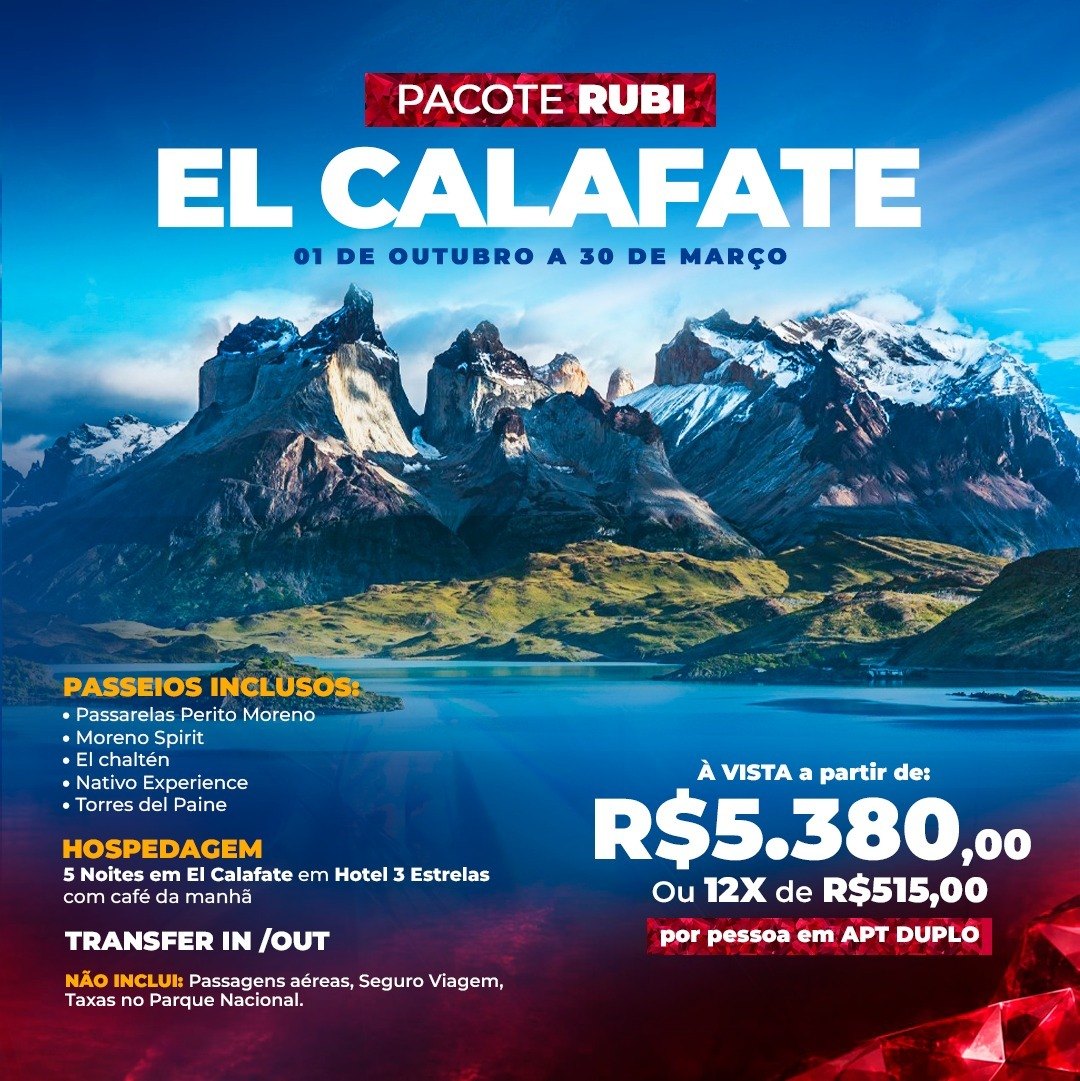 PACOTE RUBI
EL CALAFATE
01 DE OUTUBRO A 30 DE MARÇO
PASSEIOS INCLUSOS:
• Passarelas Perito Moreno
• Moreno Spirit
• El chaltén
• Nativo Experience
• Torres del Paine
HOSPEDAGEM
5 Noites em El Calafate em Hotel 3 Estrelas
com café da manhã
TRANSFER IN /OUT
NÃO INCLUI: Passagens aéreas, Seguro Viagem,
Taxas no Parque Nacional.
À VISTA a partir de:
R$5.380,00
Ou 12X de R$515,00
por pessoa em APT DUPLO